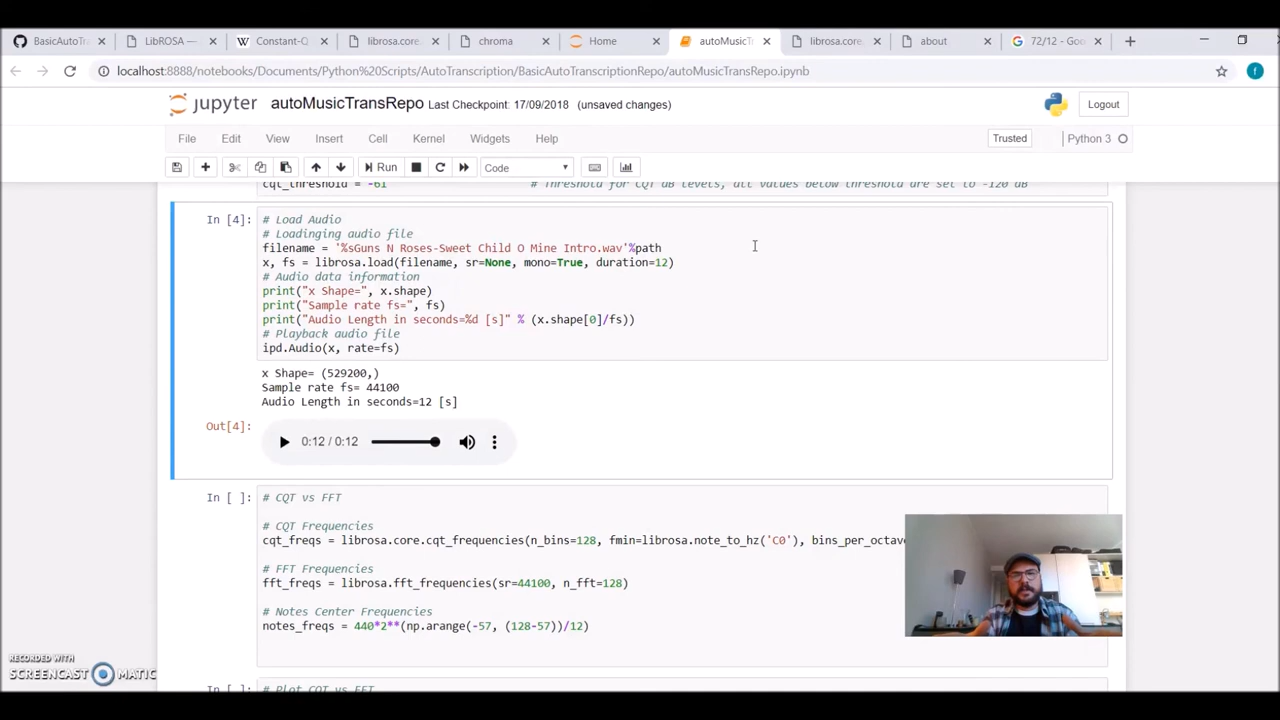 BasicAutoTra
LibROSA —
Constant-Q
librosa.core.
chroma
Home
autoMusicTr
librosa.core.
about
72/12 - Goo
localhost:8888/notebooks/Documents/Python%20Scripts/AutoTranscription/BasicAutoTranscriptionRepo/autoMusicTransRepo.ipynb
f
jupyter autoMusicTransRepo Last Checkpoint: 17/09/2018 (unsaved changes)
Logout
File Edit View Insert Cell Kernel Widgets Help
Trusted
Python 3
Run
Code
cqt_threshold = -61 # Threshold for CQT dB levels, all values below threshold are set to -120 dB
In [4]:
# Load Audio
# Loadinging audio file
filename = '%sGuns N Roses-Sweet Child O Mine Intro.wav'%path
x, fs = librosa.load(filename, sr=None, mono=True, duration=12)
# Audio data information
print("x Shape=", x.shape)
print("Sample rate fs=", fs)
print("Audio Length in seconds=%d [s]" % (x.shape[0]/fs))
# Playback audio file
ipd.Audio(x, rate=fs)
x Shape= (529200,)
Sample rate fs= 44100
Audio Length in seconds=12 [s]
Out[4]:
0:12 / 0:12
In [ ]:
# CQT vs FFT
# CQT Frequencies
cqt_freqs = librosa.core.cqt_frequencies(n_bins=128, fmin=librosa.note_to_hz('C0'), bins_per_octave
# FFT Frequencies
fft_freqs = librosa.fft_frequencies(sr=44100, n_fft=128)
# Notes Center Frequencies
notes_freqs = 440*2**(np.arange(-57, (128-57))/12)
In [ ]:
# Plot CQT vs FFT
RECORDED WITH
SCREENCAST MATIC